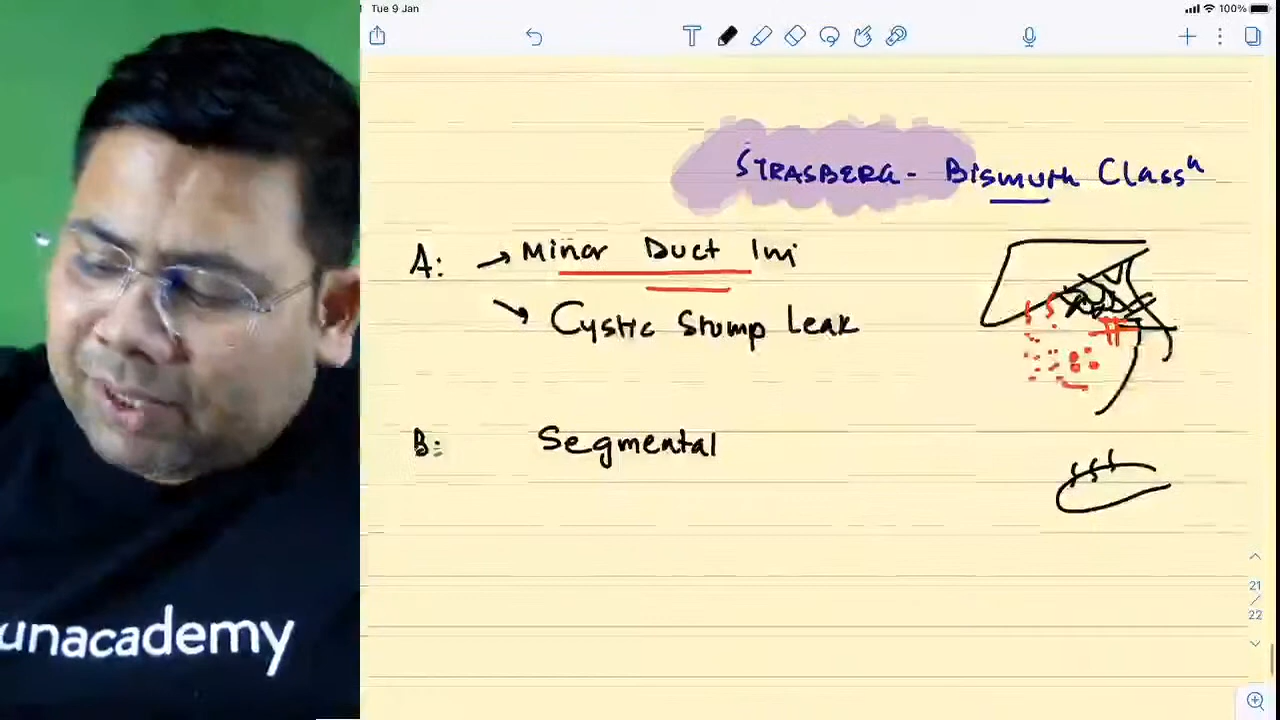 Tue 9 Jan
100%
STRASBERG - Bismuth Classⁿ
A: → Minor Duct Inj
→ Cystic Stump Leak
B: Segmental
21
/
22
unacademy